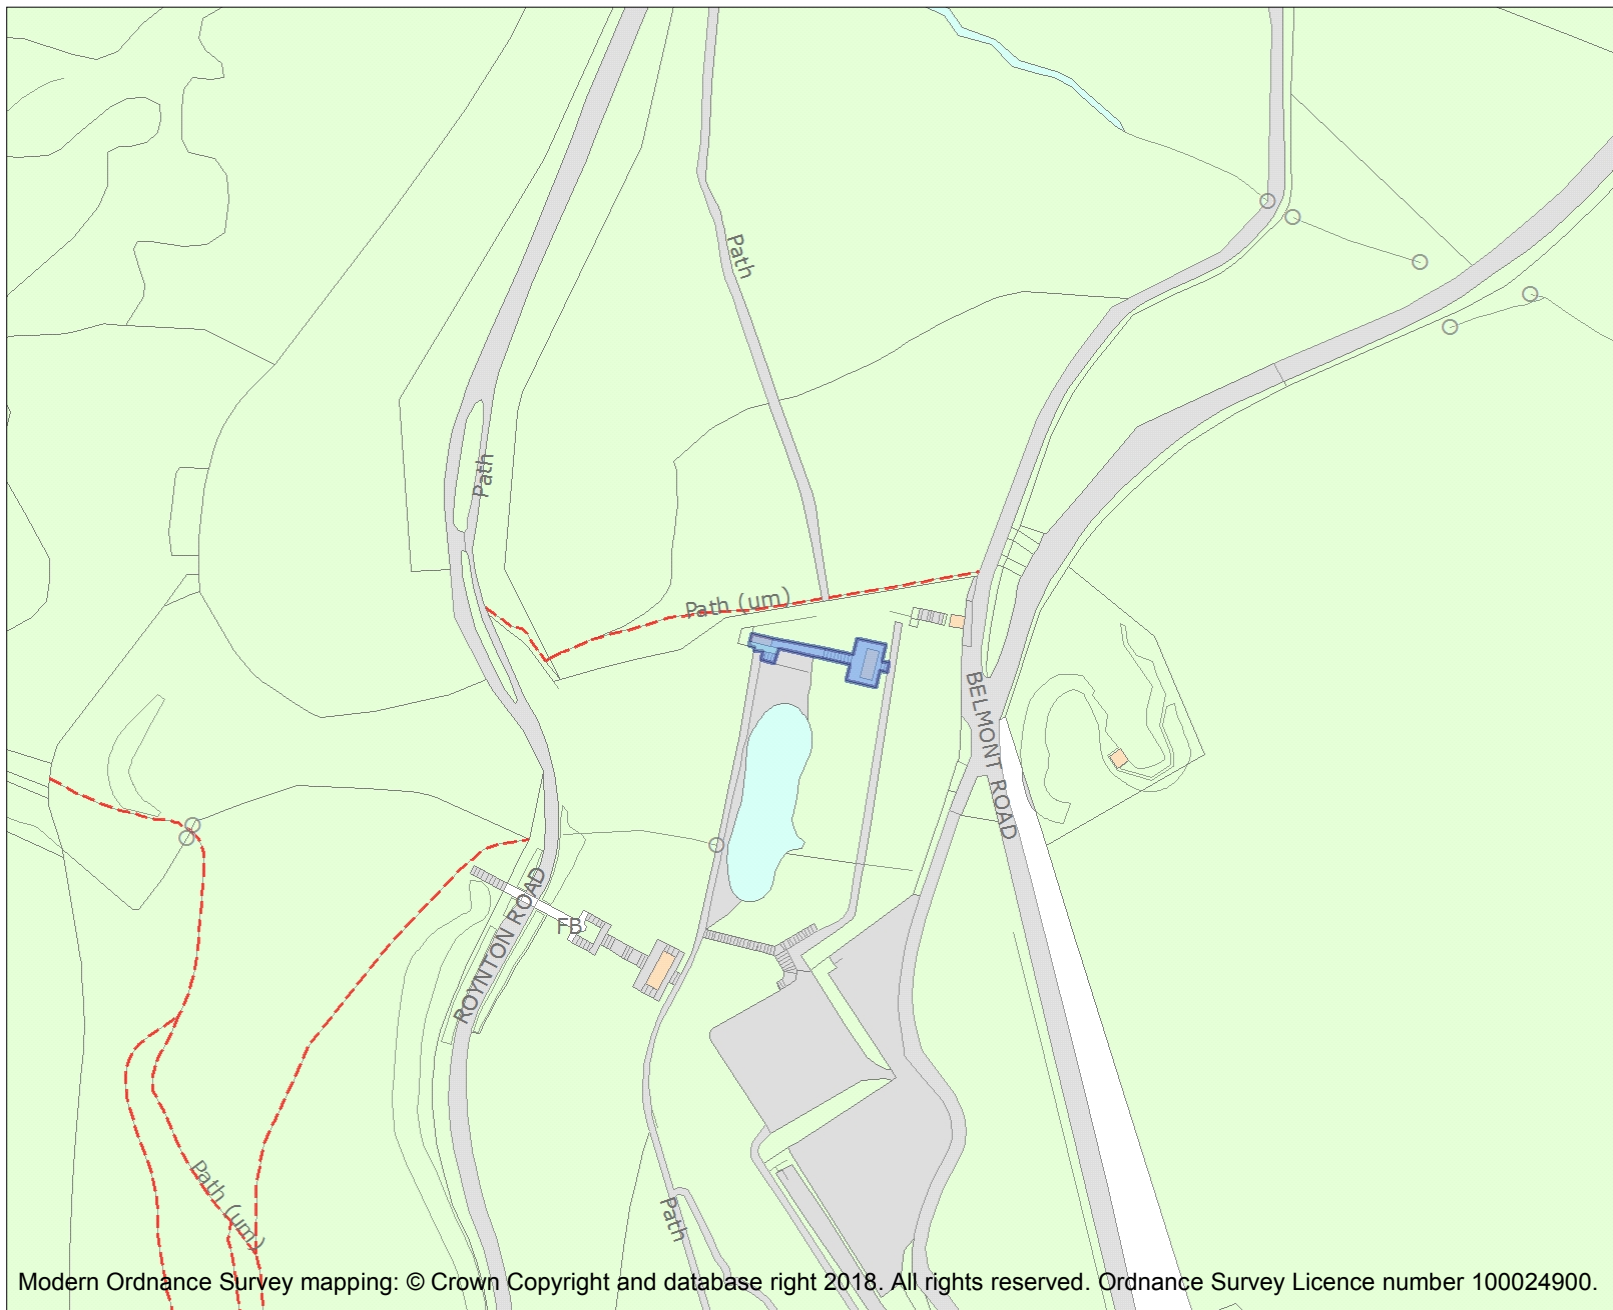 Path
Path
Path (um)
BELMONT ROAD
ROYNTON ROAD
FB
Path (um)
Path
Modern Ordnance Survey mapping: © Crown Copyright and database right 2018. All rights reserved. Ordnance Survey Licence number 100024900.